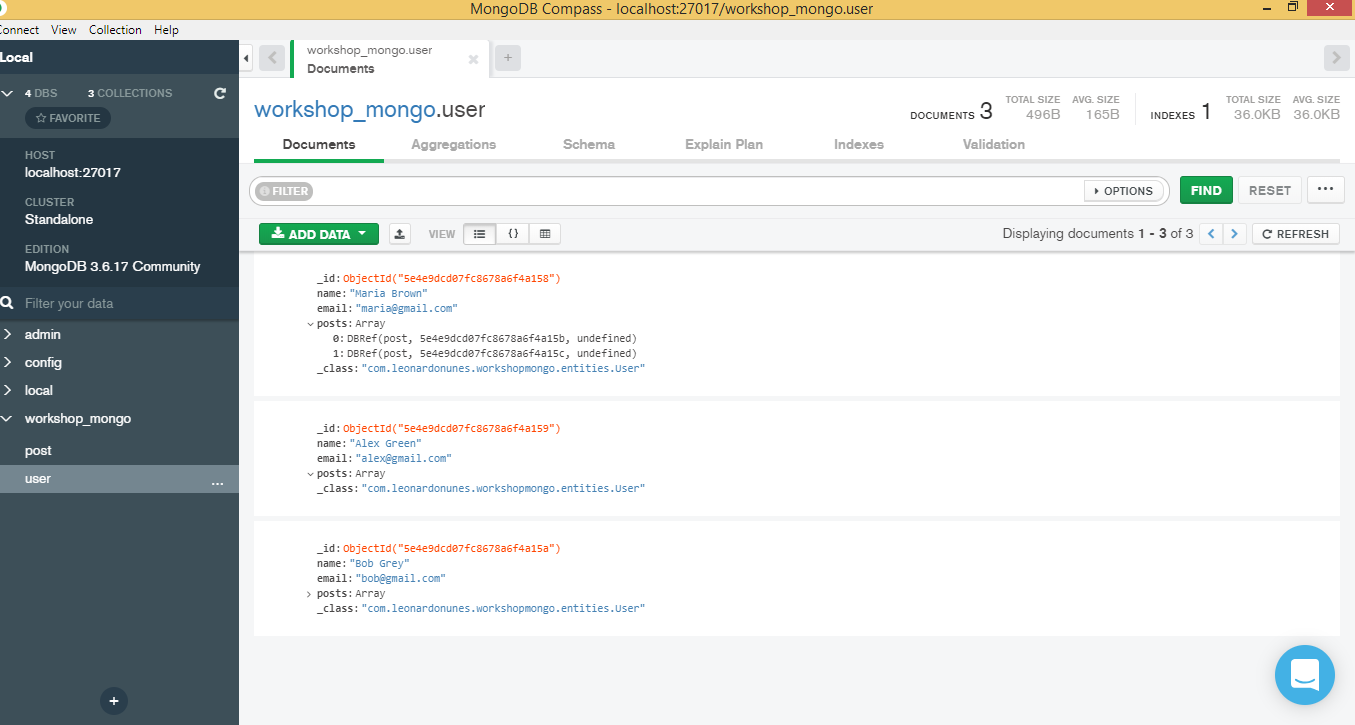 MongoDB Compass - localhost:27017/workshop_mongo.user
Connect View Collection Help
Local
4 DBS 3 COLLECTIONS
FAVORITE
HOST
localhost:27017
CLUSTER
Standalone
EDITION
MongoDB 3.6.17 Community
Filter your data
admin
config
local
workshop_mongo
post
user ...
workshop_mongo.user
Documents
workshop_mongo.user
DOCUMENTS 3 TOTAL SIZE 496B AVG. SIZE 165B INDEXES 1 TOTAL SIZE 36.0KB AVG. SIZE 36.0KB
Documents Aggregations Schema Explain Plan Indexes Validation
FILTER OPTIONS FIND RESET ...
ADD DATA VIEW {} Displaying documents 1 - 3 of 3 < > REFRESH
_id: ObjectId("5e4e9dcd07fc8678a6f4a158")
name: "Maria Brown"
email: "maria@gmail.com"
posts: Array
0: DBRef(post, 5e4e9dcd07fc8678a6f4a15b, undefined)
1: DBRef(post, 5e4e9dcd07fc8678a6f4a15c, undefined)
_class: "com.leonardonunes.workshopmongo.entities.User"
_id: ObjectId("5e4e9dcd07fc8678a6f4a159")
name: "Alex Green"
email: "alex@gmail.com"
posts: Array
_class: "com.leonardonunes.workshopmongo.entities.User"
_id: ObjectId("5e4e9dcd07fc8678a6f4a15a")
name: "Bob Grey"
email: "bob@gmail.com"
posts: Array
_class: "com.leonardonunes.workshopmongo.entities.User"